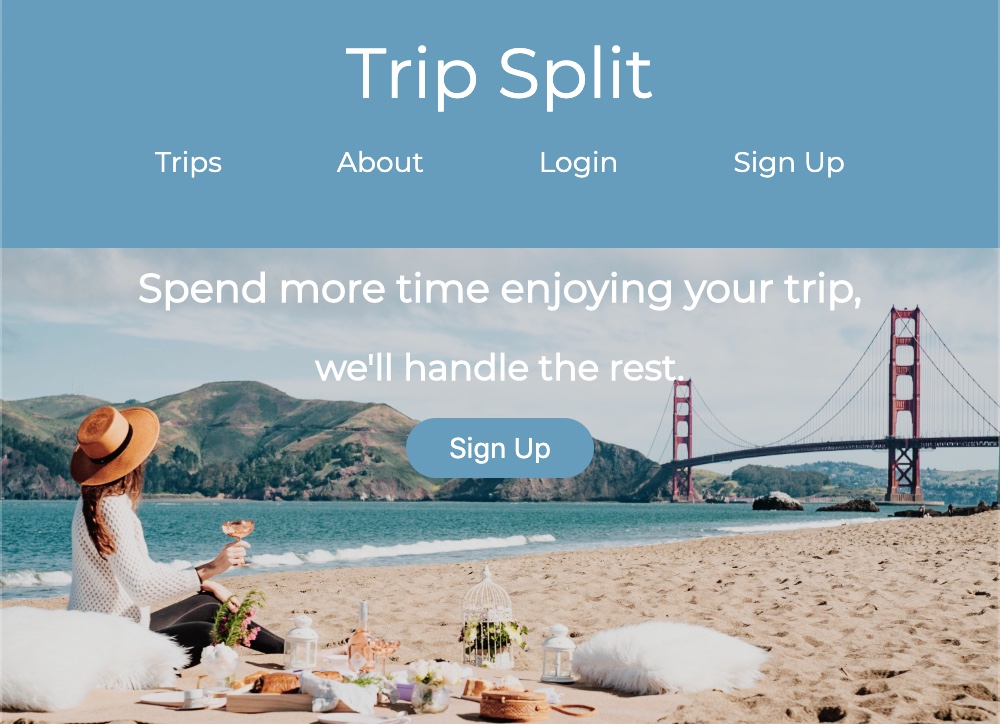 Trip Split
Trips About Login Sign Up
Spend more time enjoying your trip,
we'll handle the rest.
Sign Up